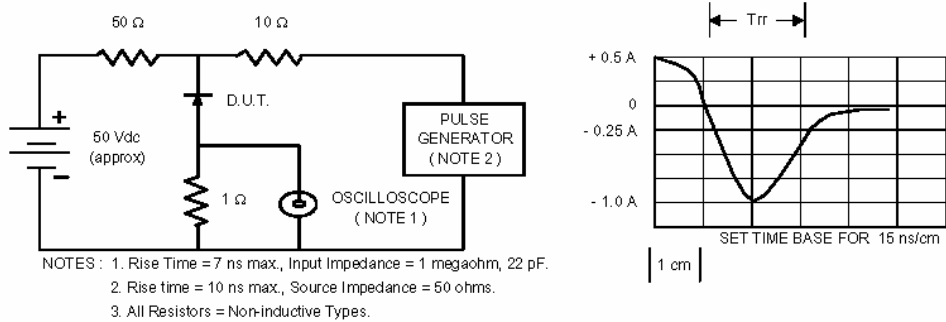 50 Ω
10 Ω
D.U.T.
+
50 Vdc
(approx)
-
1 Ω
OSCILLOSCOPE
( NOTE 1 )
PULSE
GENERATOR
( NOTE 2 )
NOTES : 1. Rise Time = 7 ns max., Input Impedance = 1 megaohm, 22 pF.
2. Rise time = 10 ns max., Source Impedance = 50 ohms.
3. All Resistors = Non-inductive Types.
Trr
+ 0.5 A
0
- 0.25 A
- 1.0 A
SET TIME BASE FOR 15 ns/cm
1 cm